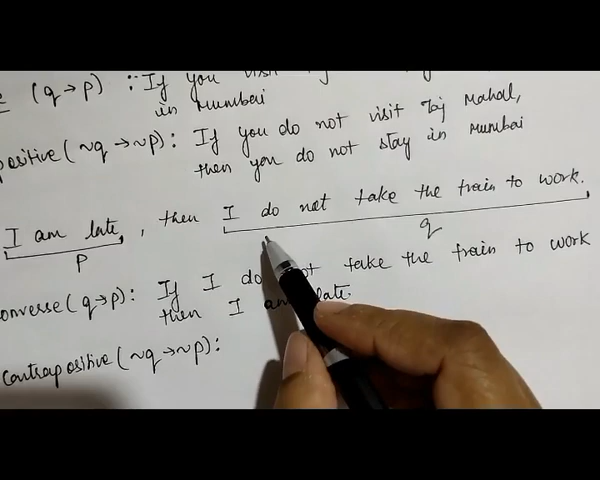 (q→p) : If you visit
in Mumbai
positive (~q→~p): If you do not visit Taj Mahal,
then you do not stay in Mumbai
I am late, then I do not take the train to work.
p q
onverse (q→p): If I do not take the train to work
then I am late.
Contrapositive (~q→~p):